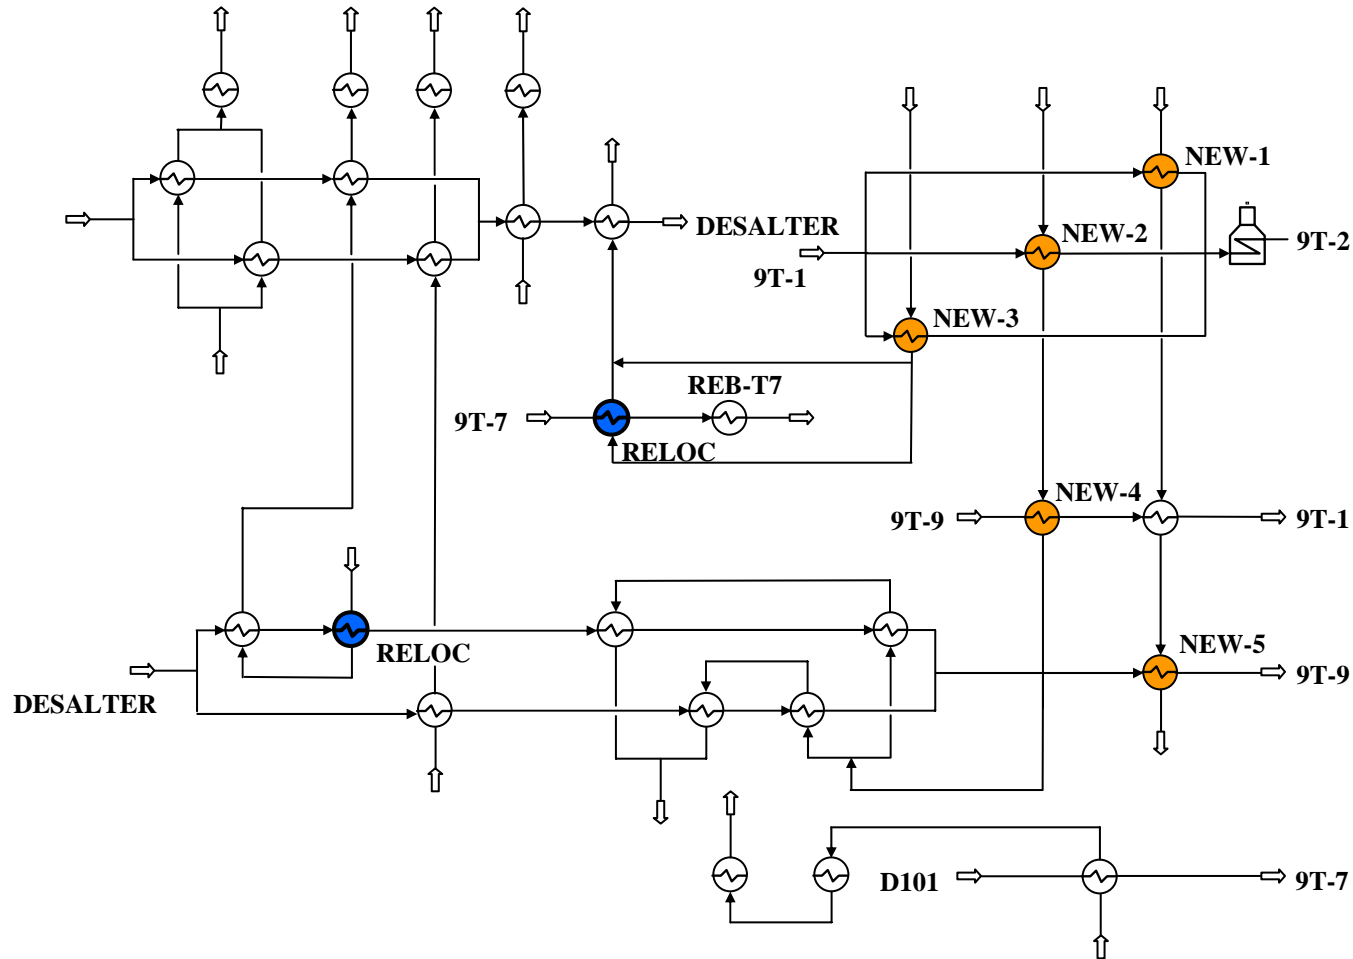 NEW-1
DESALTER
NEW-2
9T-2
9T-1
NEW-3
REB-T7
9T-7
RELOC
NEW-4
9T-9
9T-1
RELOC
NEW-5
9T-9
DESALTER
D101
9T-7